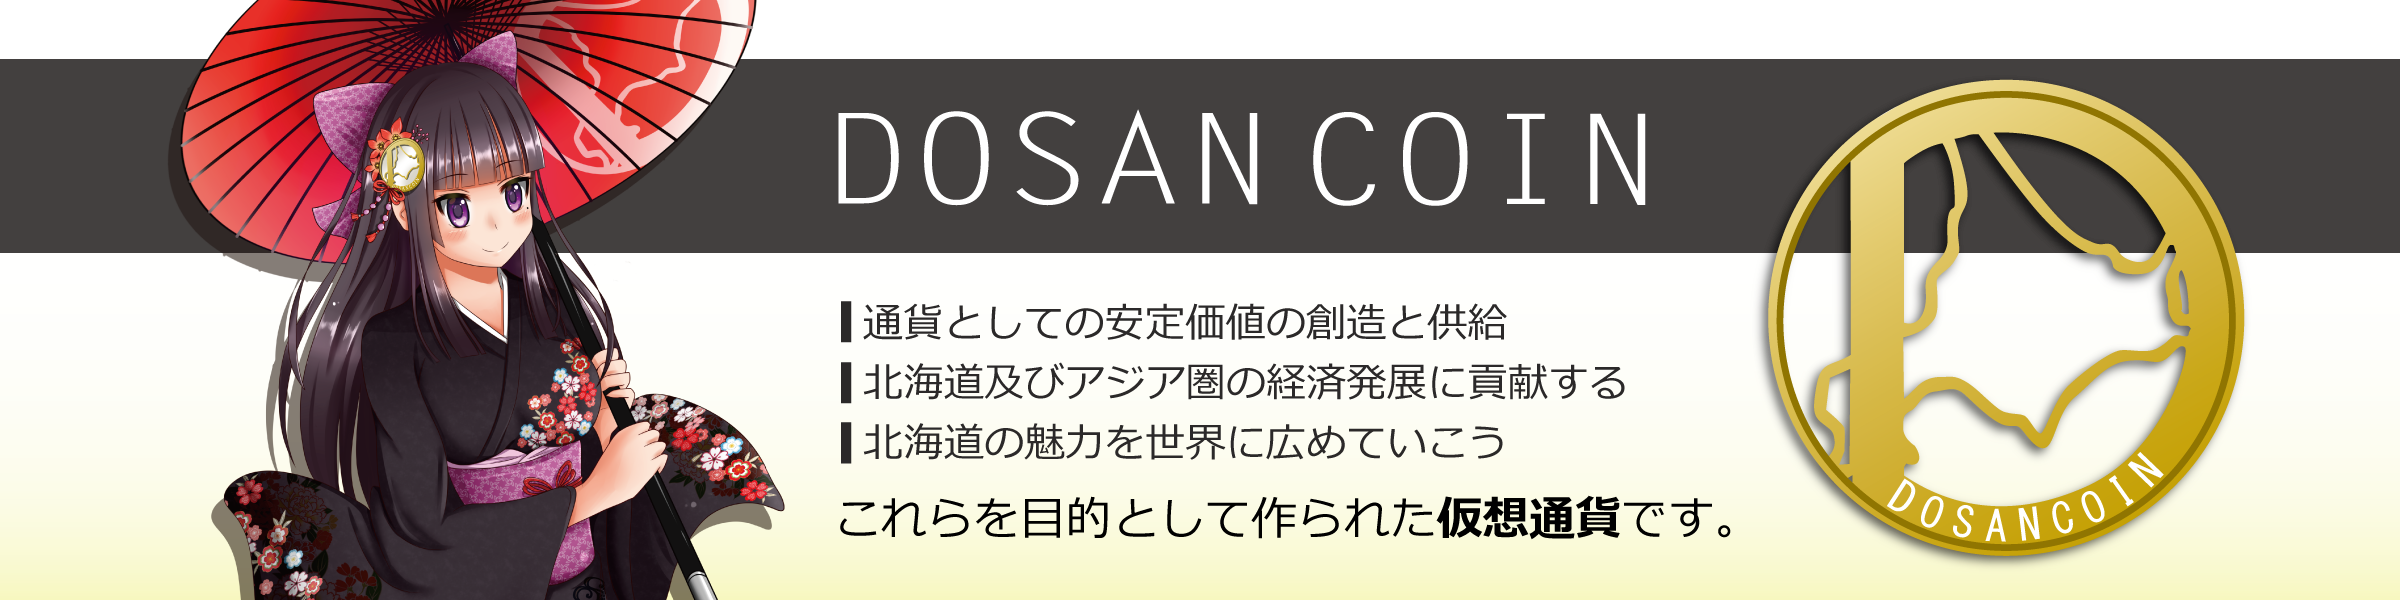 DOSAN COIN
通貨としての安定価値の創造と供給
北海道及びアジア圏の経済発展に貢献する
北海道の魅力を世界に広めていこう
これらを目的として作られた仮想通貨です。
DOSANCOIN